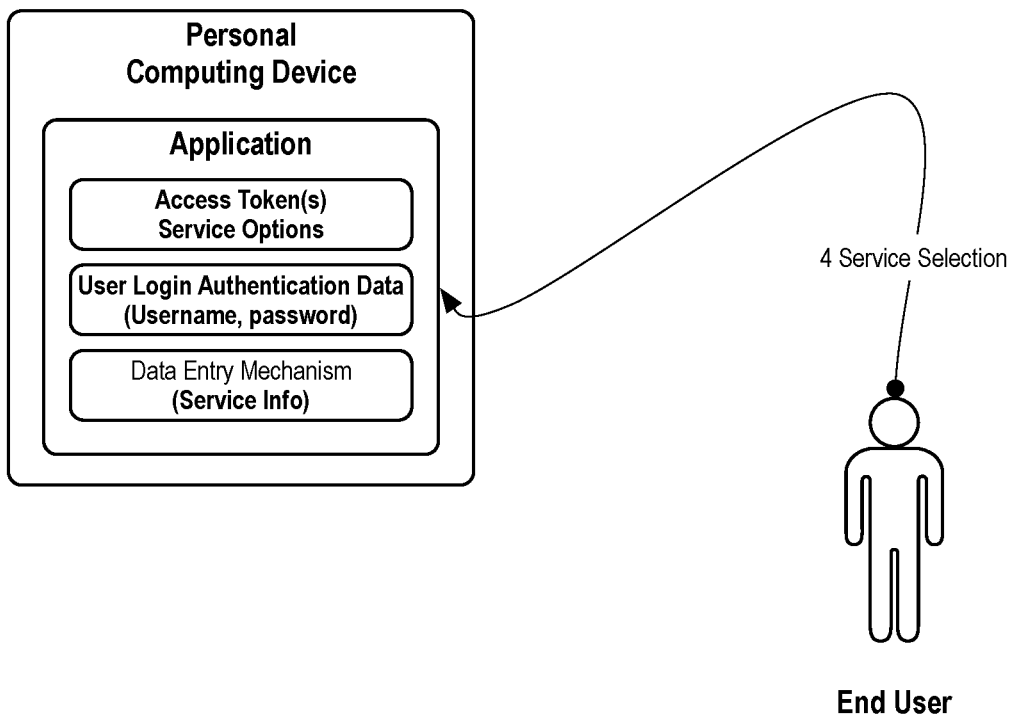 Personal
Computing Device
Application
Access Token(s)
Service Options
User Login Authentication Data
(Username, password)
Data Entry Mechanism
(Service Info)
4 Service Selection
End User